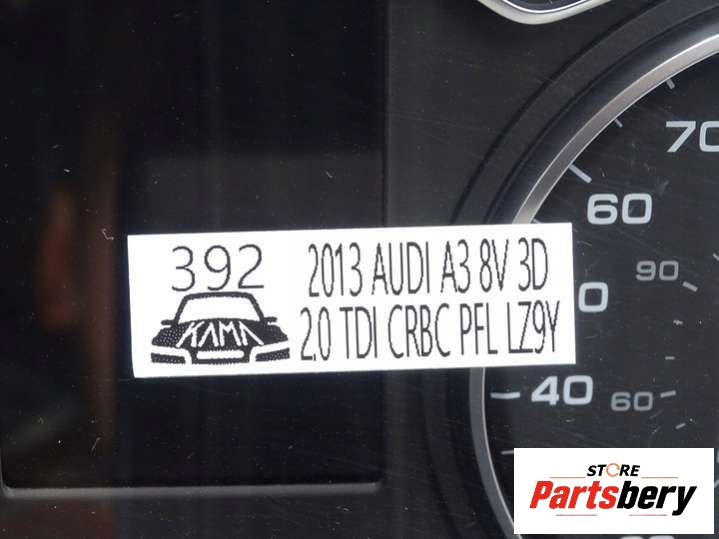 70
60
90
0
40
60
392
KAMA
2013 AUDI A3 8V 3D
2.0 TDI CRBC PFL LZ9Y
STORE
Partsbery